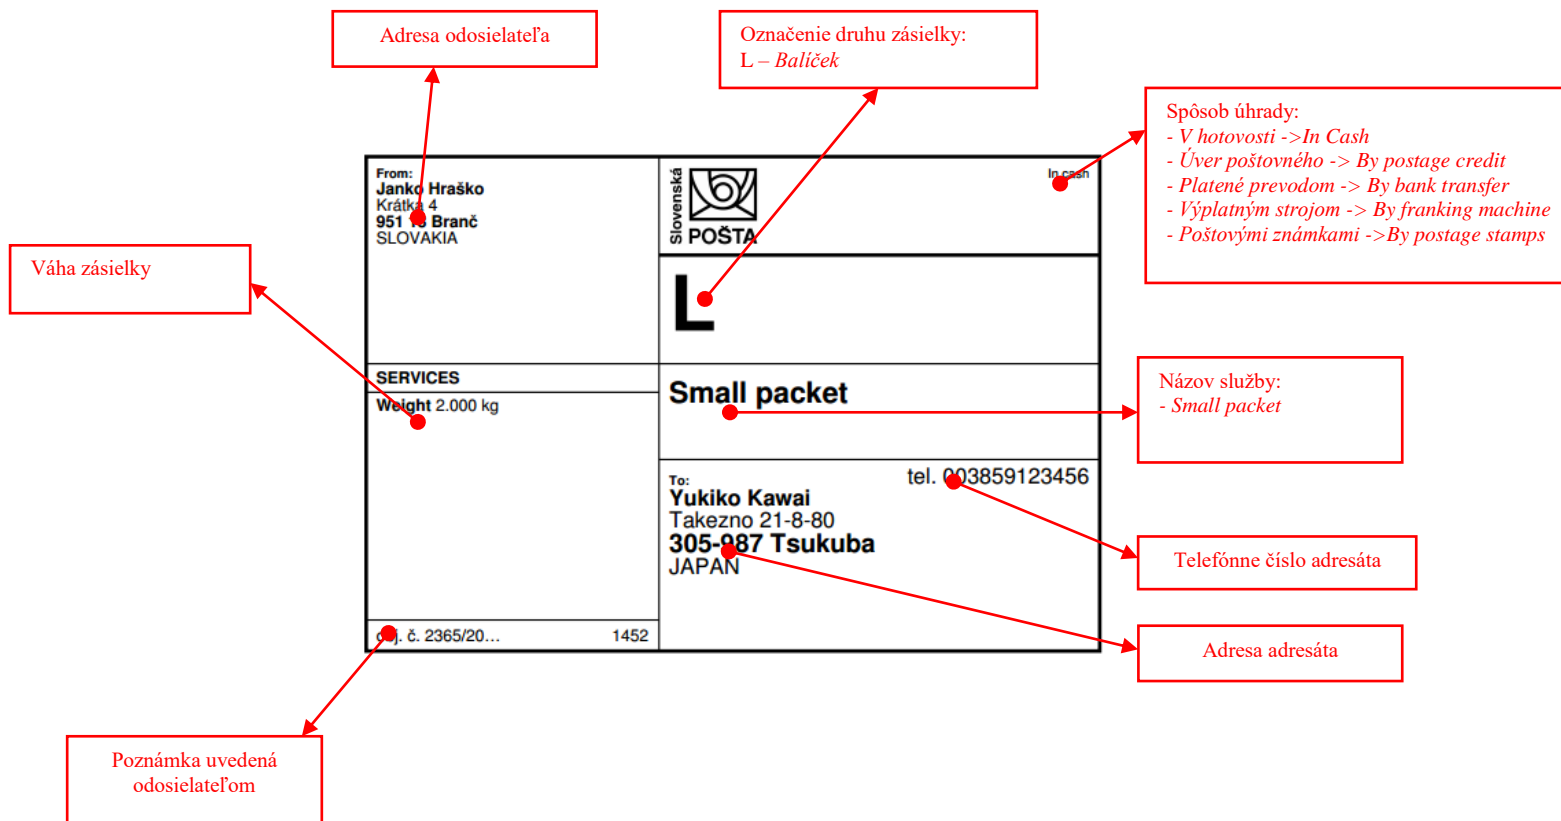 Adresa odosielateľa
Označenie druhu zásielky:
L – Balíček
Spôsob úhrady:
- V hotovosti ->In Cash
- Úver poštovného -> By postage credit
- Platené prevodom -> By bank transfer
- Výplatným strojom -> By franking machine
- Poštovými známkami ->By postage stamps
From:
Janko Hraško
Krátka 4
951 Branč
SLOVAKIA
Slovenská
POŠTA
In cash
Váha zásielky
L
SERVICES
Weight 2.000 kg
Small packet
Názov služby:
- Small packet
To:
tel. 003859123456
Yukiko Kawai
Takezno 21-8-80
305-987 Tsukuba
JAPAN
Telefónne číslo adresáta
Adresa adresáta
č. 2365/20…
1452
Poznámka uvedená
odosielateľom